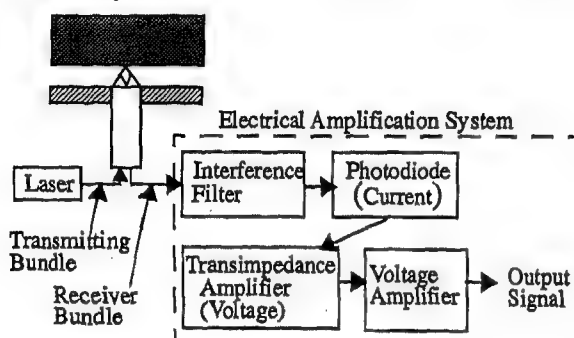 Electrical Amplification System
Laser
Interference
Filter
Photodiode
(Current)
Transmitting
Bundle
Receiver
Bundle
Transimpedance
Amplifier
(Voltage)
Voltage
Amplifier
Output
Signal